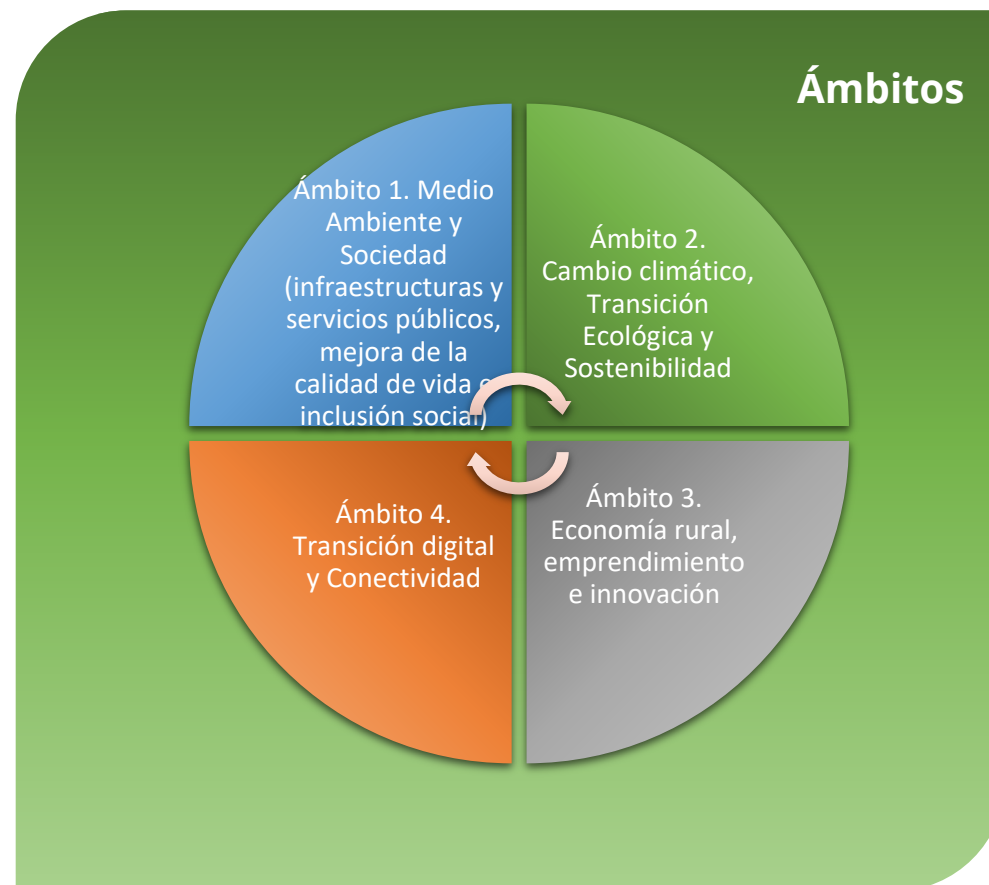 Ámbitos
Ámbito 1. Medio
Ambiente y
Sociedad
(infraestructuras y
servicios públicos,
mejora de la
calidad de vida e
inclusión social)
Ámbito 2.
Cambio climático,
Transición
Ecológica y
Sostenibilidad
Ámbito 3.
Economía rural,
emprendimiento
e innovación
Ámbito 4.
Transición digital
y Conectividad